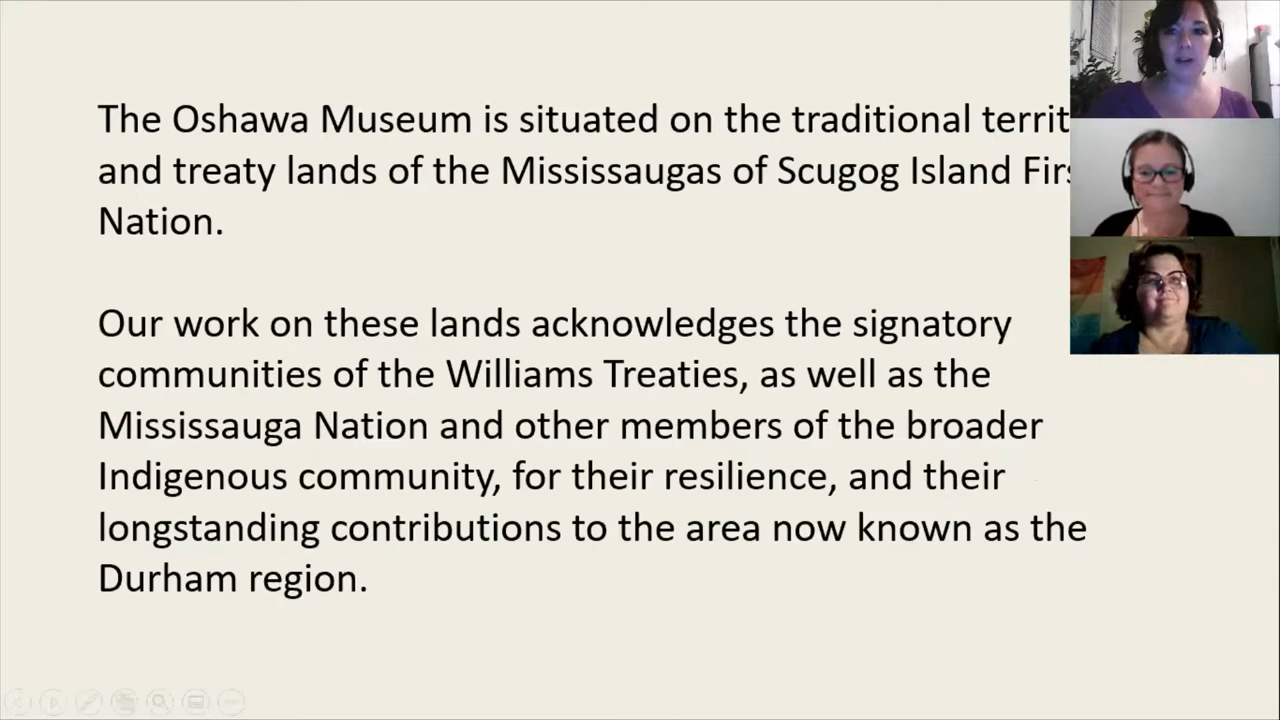 The Oshawa Museum is situated on the traditional
and treaty lands of the Mississaugas of Scugog Island
Nation.
Our work on these lands acknowledges the signatory
communities of the Williams Treaties, as well as the
Mississauga Nation and other members of the broader
Indigenous community, for their resilience, and their
longstanding contributions to the area now known as the
Durham region.